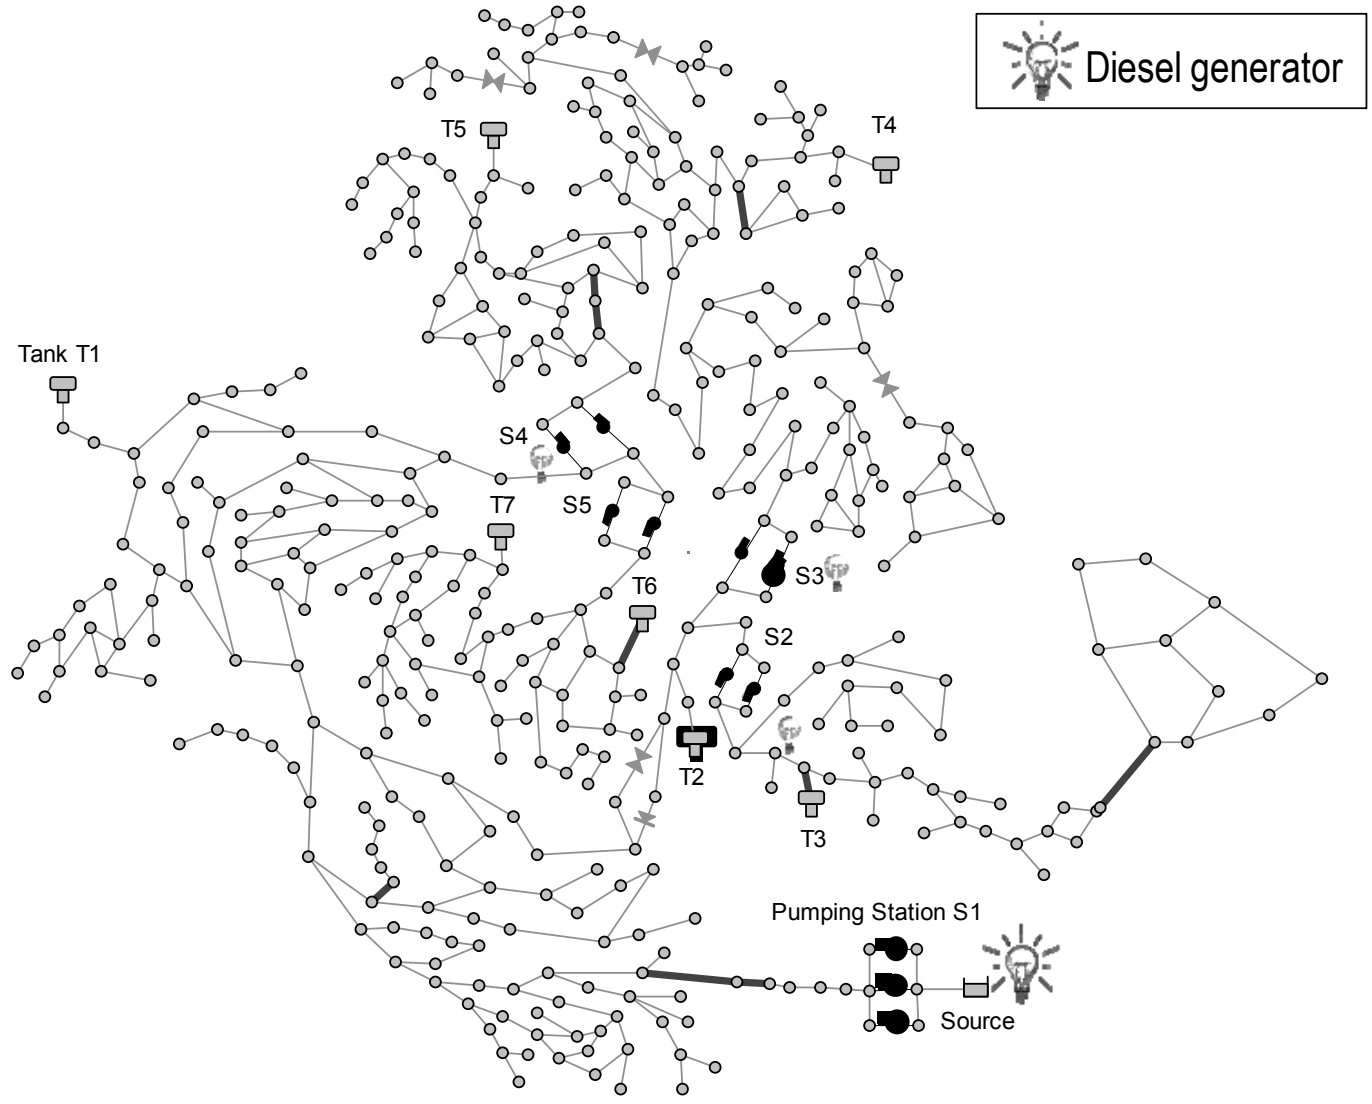 Diesel generator
T5
T4
Tank T1
S4
T7
S5
S3
T6
S2
T2
T3
Pumping Station S1
Source